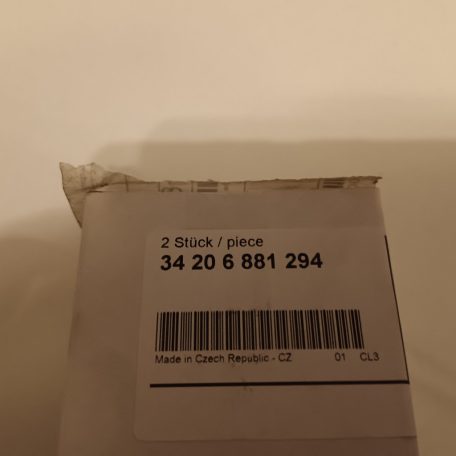 2 Stück / piece
34 20 6 881 294
Made in Czech Republic - CZ 01 CL3